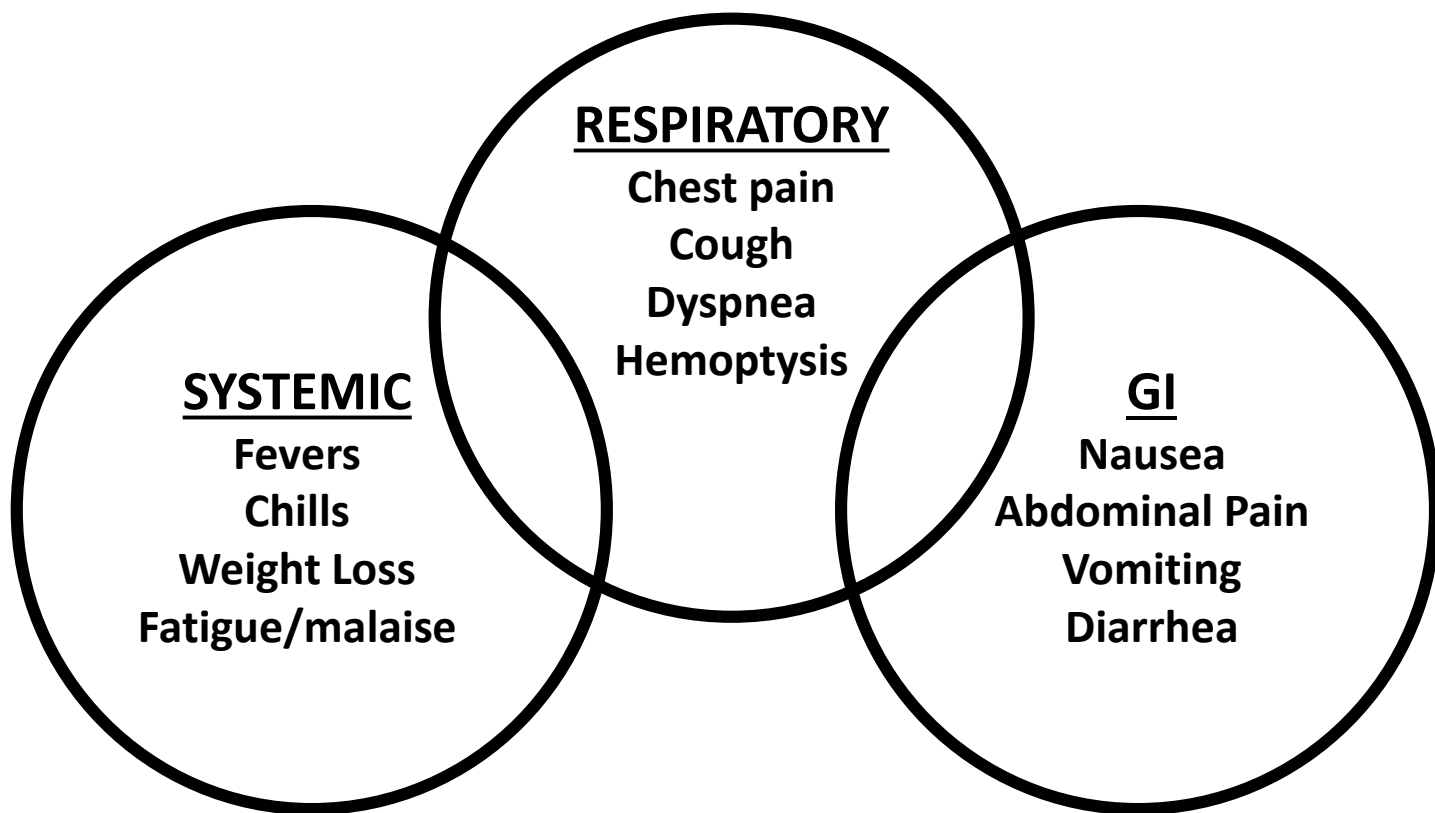 RESPIRATORY
Chest pain
Cough
Dyspnea
Hemoptysis
SYSTEMIC
Fevers
Chills
Weight Loss
Fatigue/malaise
GI
Nausea
Abdominal Pain
Vomiting
Diarrhea